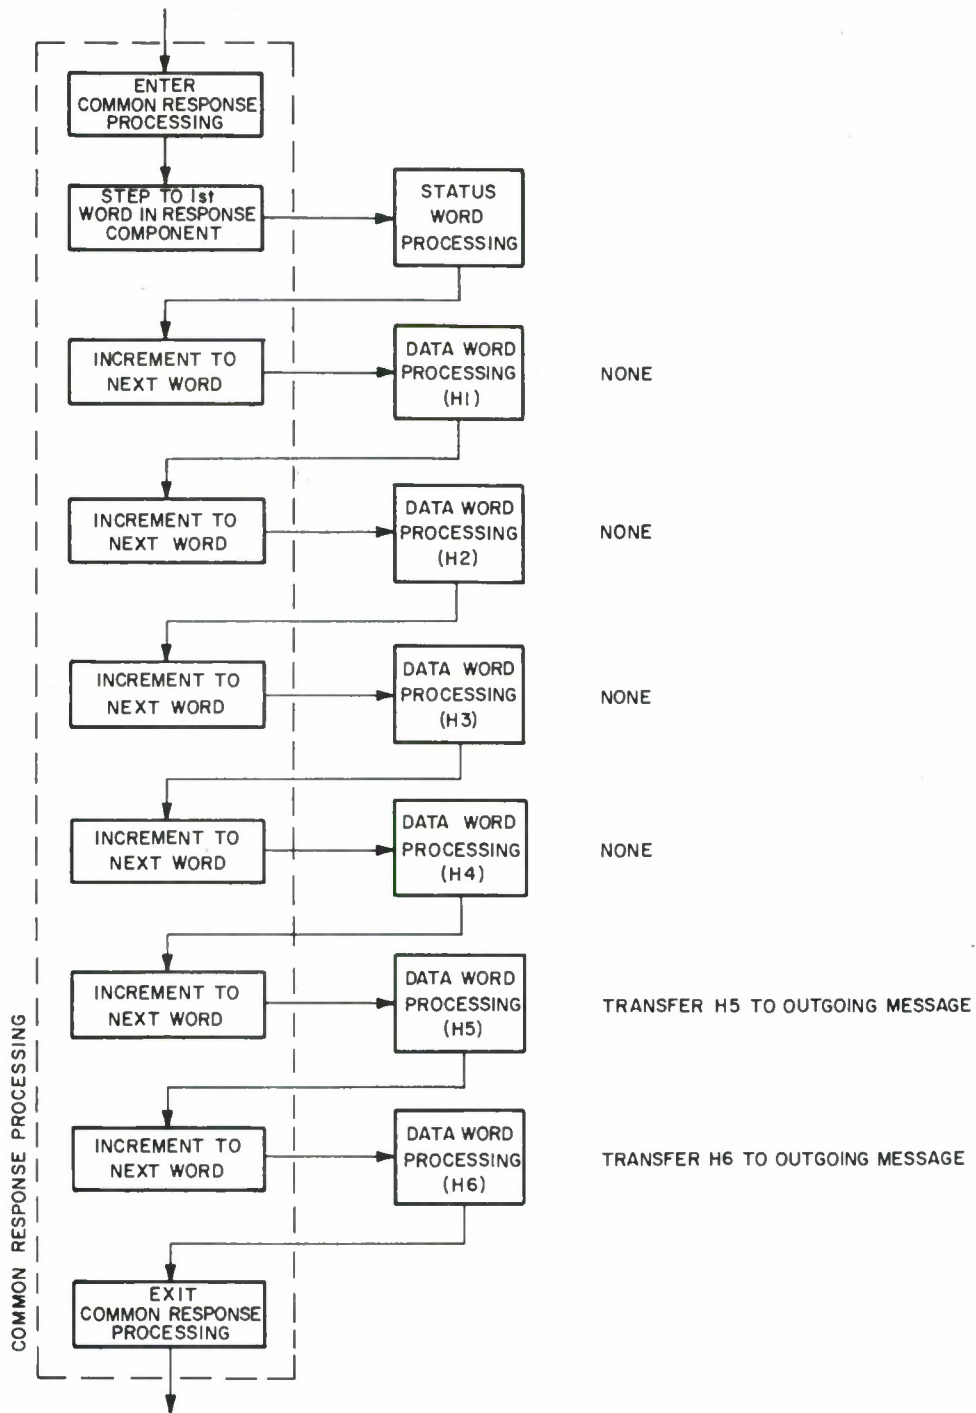 ENTER
COMMON RESPONSE
PROCESSING
STEP TO 1st
WORD IN RESPONSE
COMPONENT
STATUS
WORD
PROCESSING
INCREMENT TO
NEXT WORD
DATA WORD
PROCESSING
(H1)
NONE
INCREMENT TO
NEXT WORD
DATA WORD
PROCESSING
(H2)
NONE
INCREMENT TO
NEXT WORD
DATA WORD
PROCESSING
(H3)
NONE
INCREMENT TO
NEXT WORD
DATA WORD
PROCESSING
(H4)
NONE
INCREMENT TO
NEXT WORD
DATA WORD
PROCESSING
(H5)
TRANSFER H5 TO OUTGOING MESSAGE
INCREMENT TO
NEXT WORD
DATA WORD
PROCESSING
(H6)
TRANSFER H6 TO OUTGOING MESSAGE
EXIT
COMMON RESPONSE
PROCESSING
COMMON RESPONSE PROCESSING